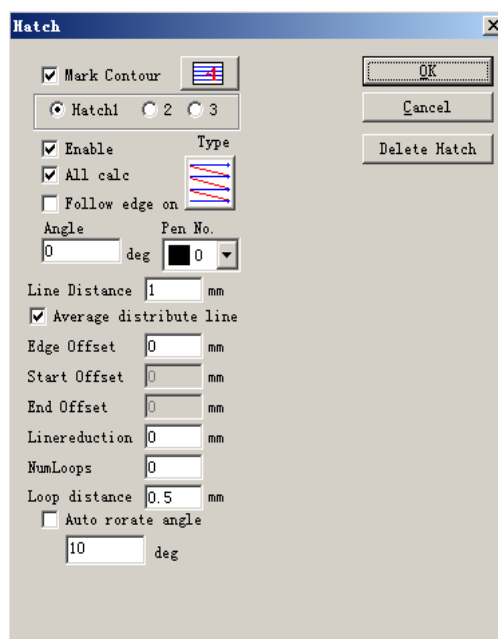 Hatch
Mark Contour
OK
Hatch1 2 3
Cancel
Enable Type
Delete Hatch
All calc
Follow edge on
Angle Pen No.
0 deg 0
Line Distance 1 mm
Average distribute line
Edge Offset 0 mm
Start Offset 0 mm
End Offset 0 mm
Linereduction 0 mm
NumLoops 0
Loop distance 0.5 mm
Auto rorate angle
10 deg